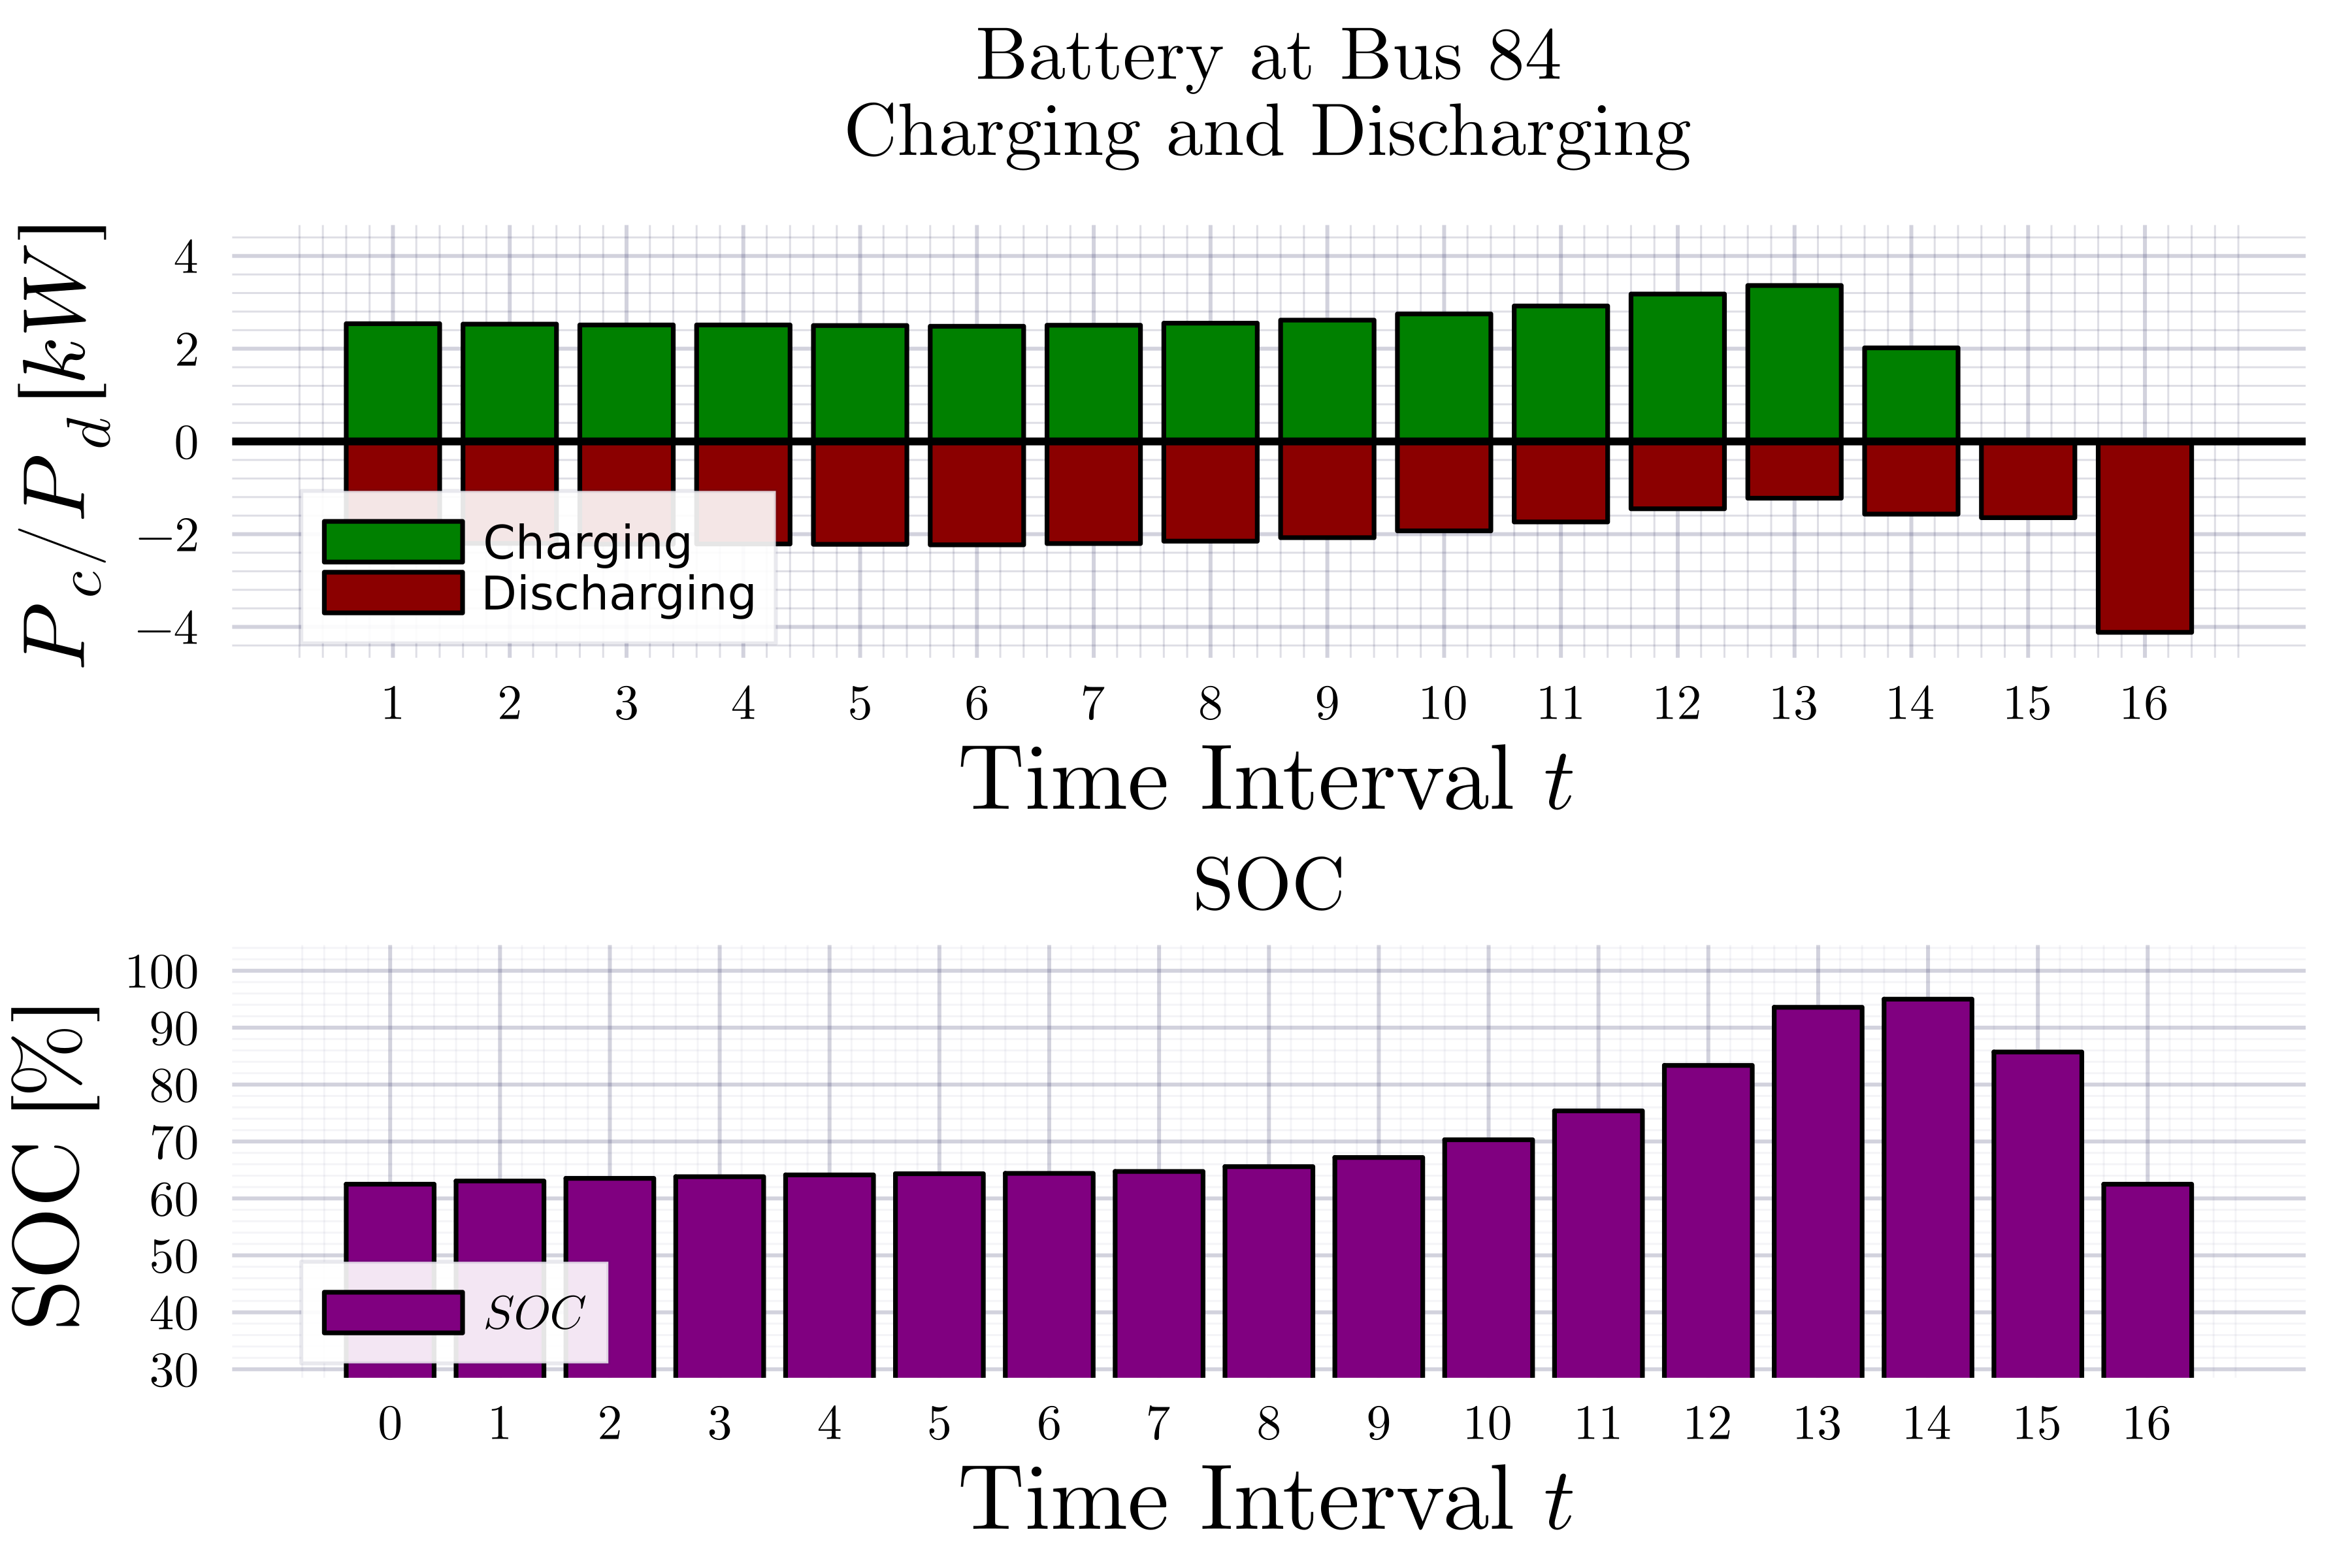 Battery at Bus 84
Charging and Discharging
P_c/P_d [kW]
4
2
0
−2
−4
Charging
Discharging
1 2 3 4 5 6 7 8 9 10 11 12 13 14 15 16
Time Interval t
SOC
SOC [%]
100
90
80
70
60
50
40
30
SOC
0 1 2 3 4 5 6 7 8 9 10 11 12 13 14 15 16
Time Interval t